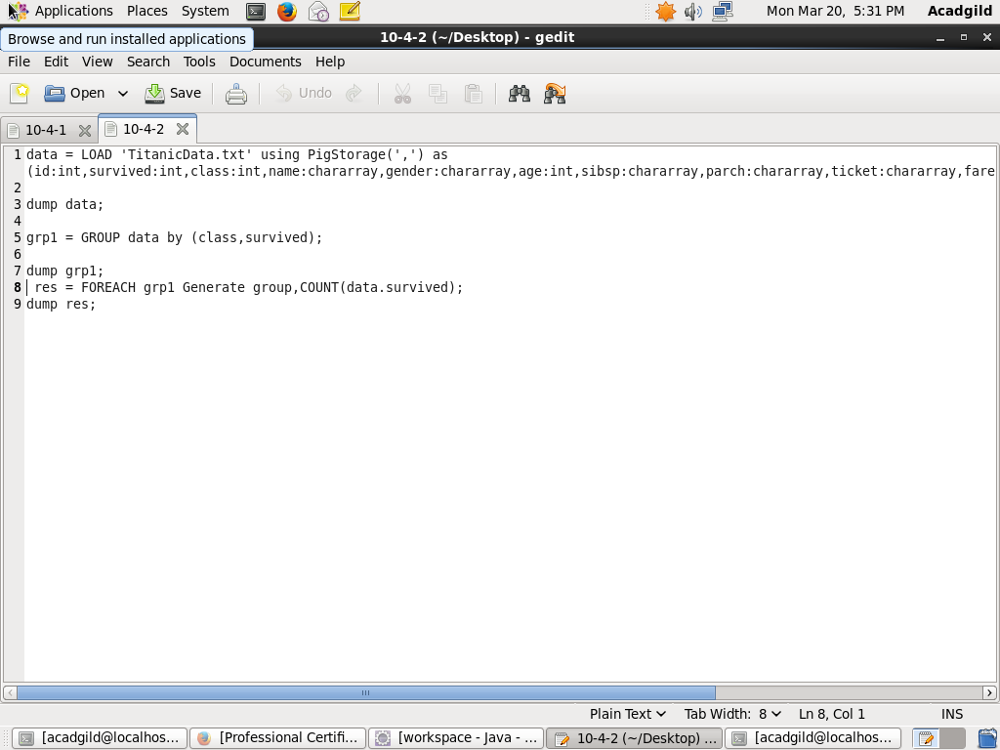 Applications Places System Mon Mar 20, 5:31 PM Acadgild
Browse and run installed applications
10-4-2 (~/Desktop) - gedit
File Edit View Search Tools Documents Help
Open Save Undo
10-4-1 10-4-2
1 data = LOAD 'TitanicData.txt' using PigStorage(',') as
(id:int,survived:int,class:int,name:chararray,gender:chararray,age:int,sibsp:chararray,parch:chararray,ticket:chararray,fare
2
3 dump data;
4
5 grp1 = GROUP data by (class,survived);
6
7 dump grp1;
8 res = FOREACH grp1 Generate group,COUNT(data.survived);
9 dump res;
Plain Text Tab Width: 8 Ln 8, Col 1 INS
[acadgild@localhos... [Professional Certifi... [workspace - Java - ... 10-4-2 (~/Desktop) ... [acadgild@localhos...